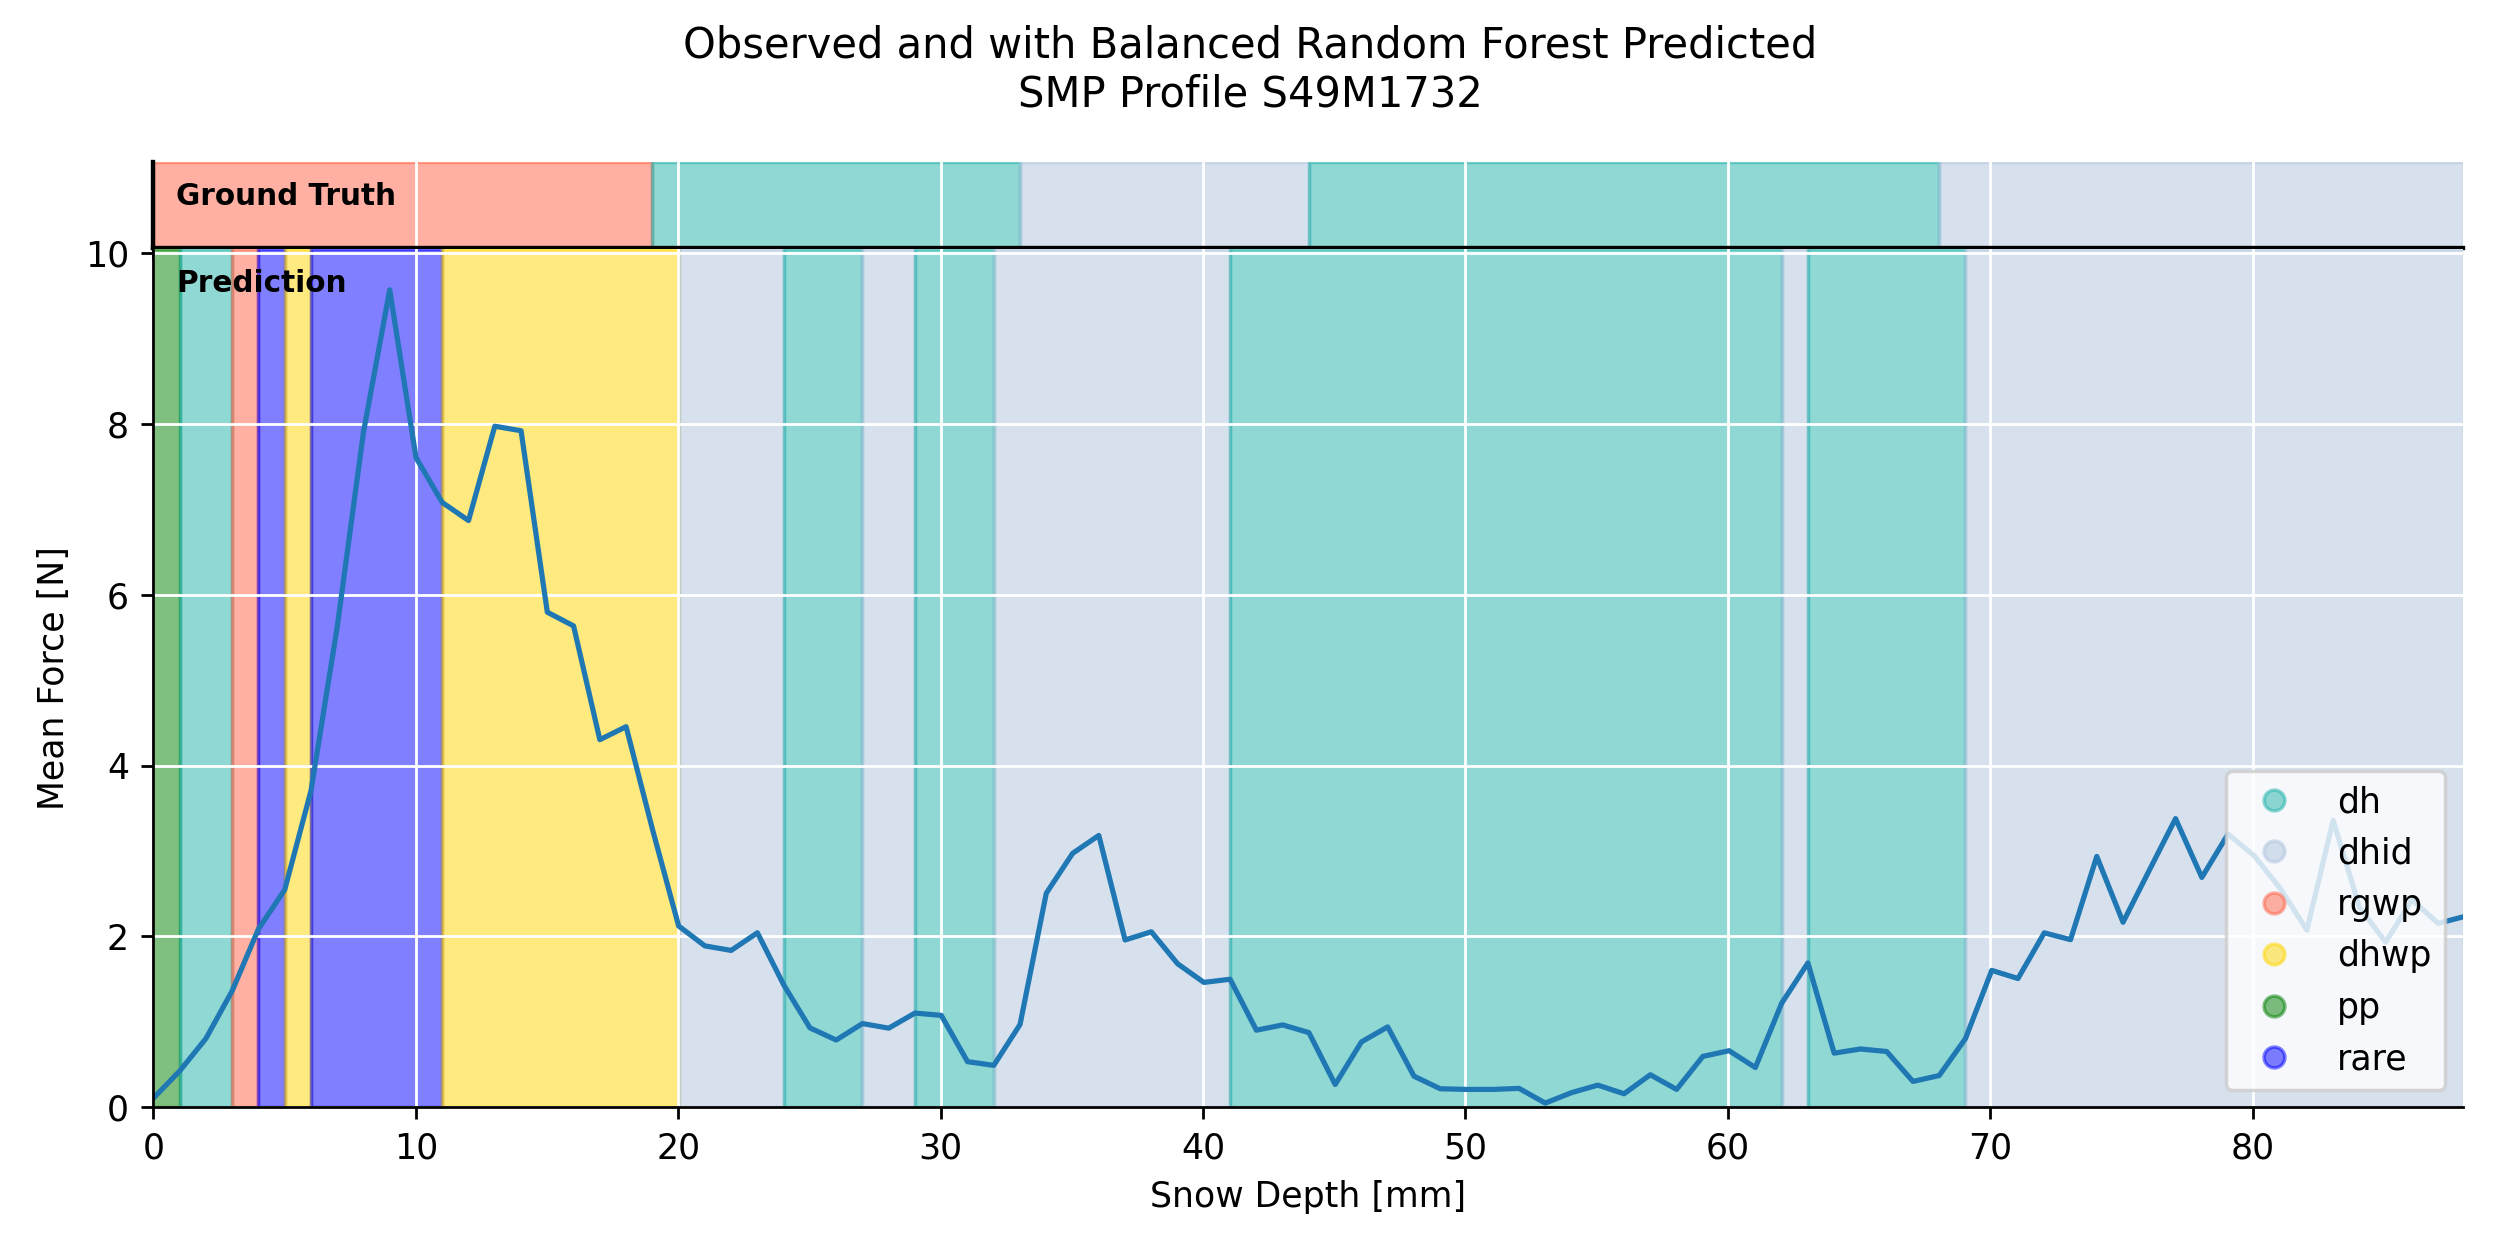 Observed and with Balanced Random Forest Predicted
SMP Profile S49M1732
Ground Truth
Prediction
10
8
6
4
2
0
Mean Force [N]
0 10 20 30 40 50 60 70 80
Snow Depth [mm]
dh
dhid
rgwp
dhwp
pp
rare